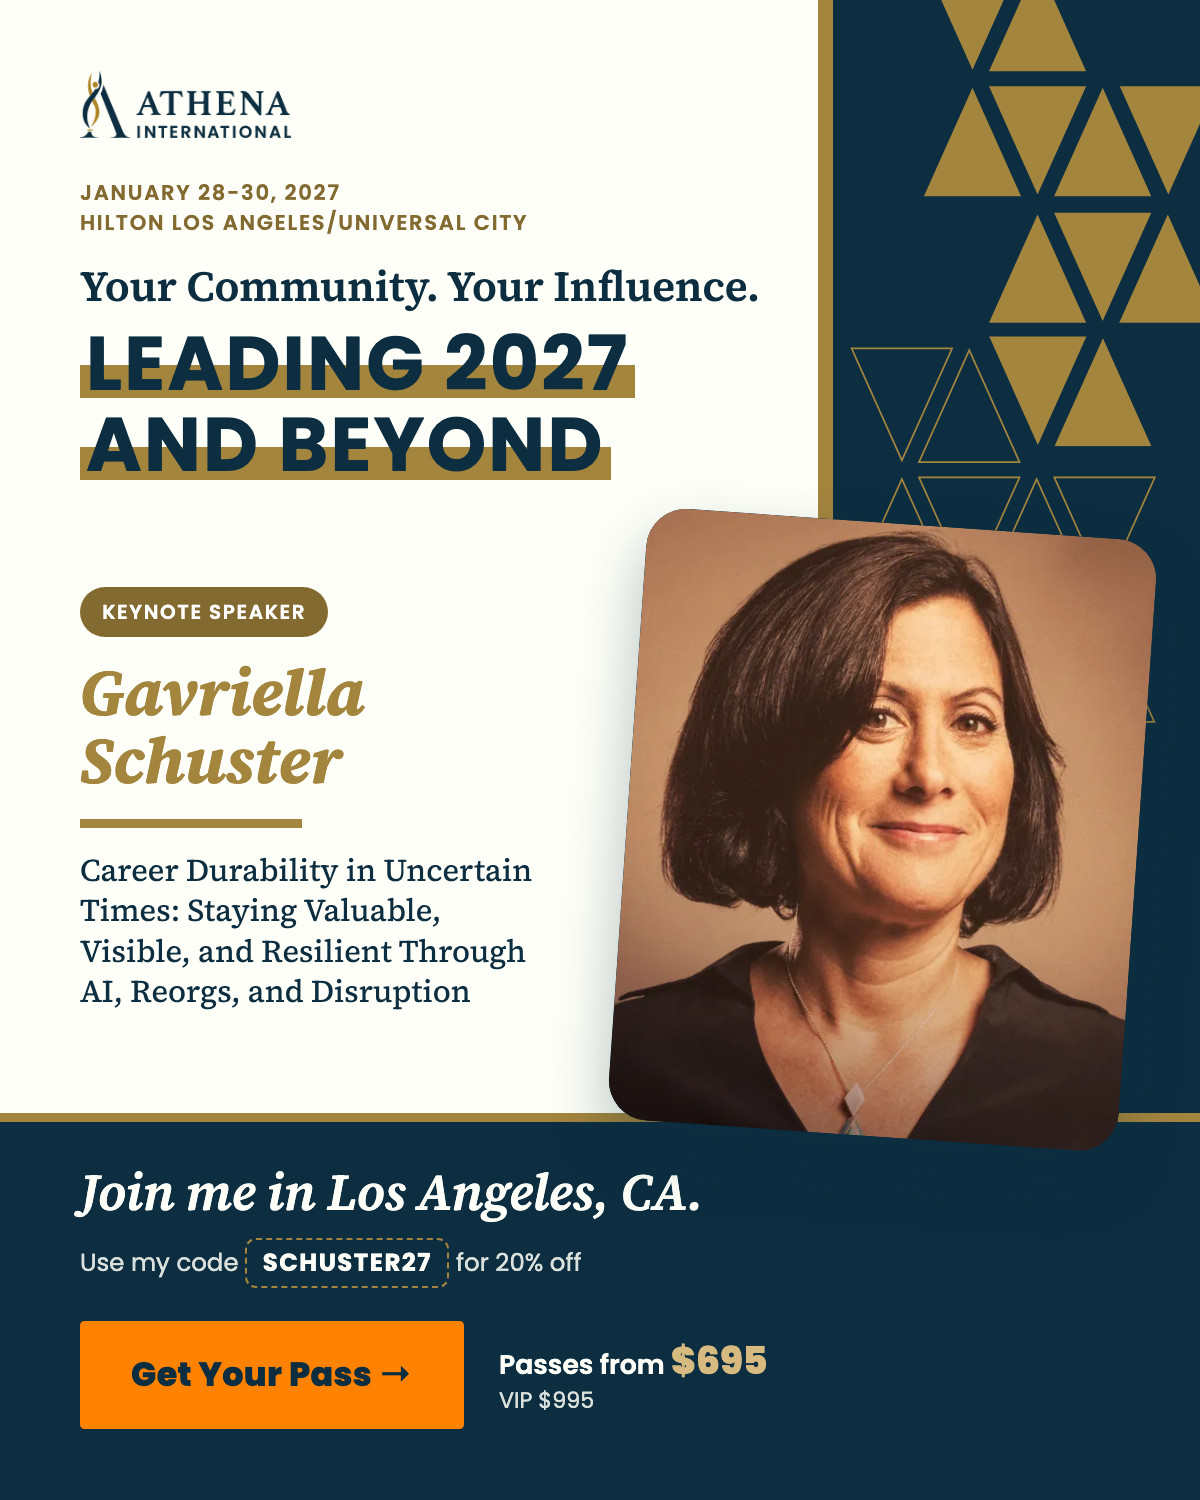 ATHENA
INTERNATIONAL
JANUARY 28-30, 2027
HILTON LOS ANGELES/UNIVERSAL CITY
Your Community. Your Influence.
LEADING 2027
AND BEYOND
KEYNOTE SPEAKER
Gavriella
Schuster
Career Durability in Uncertain
Times: Staying Valuable,
Visible, and Resilient Through
AI, Reorgs, and Disruption
Join me in Los Angeles, CA.
Use my code SCHUSTER27 for 20% off
Get Your Pass →
Passes from $695
VIP $995